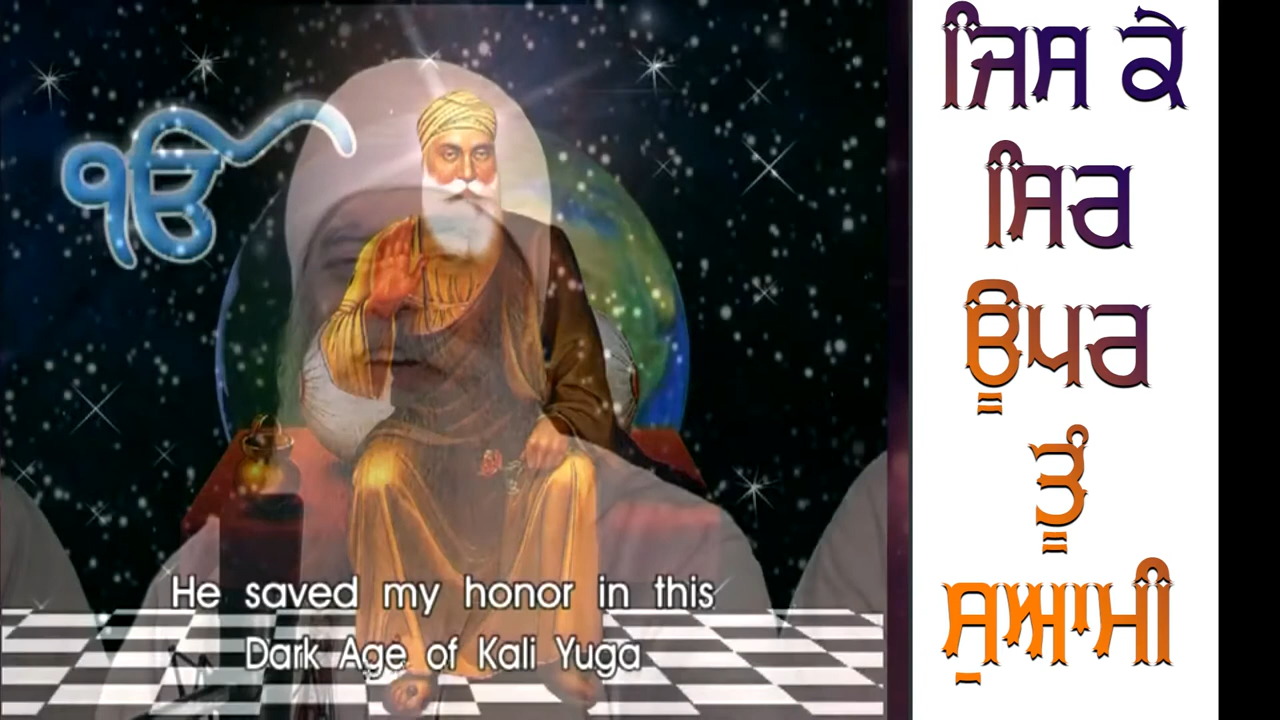 ੴ
He saved my honor in this
Dark Age of Kali Yuga
ਜਿਸ ਕੇ
ਸਿਰ
ਊਪਰ
ਤੂੰ
ਸੁਆਮੀ